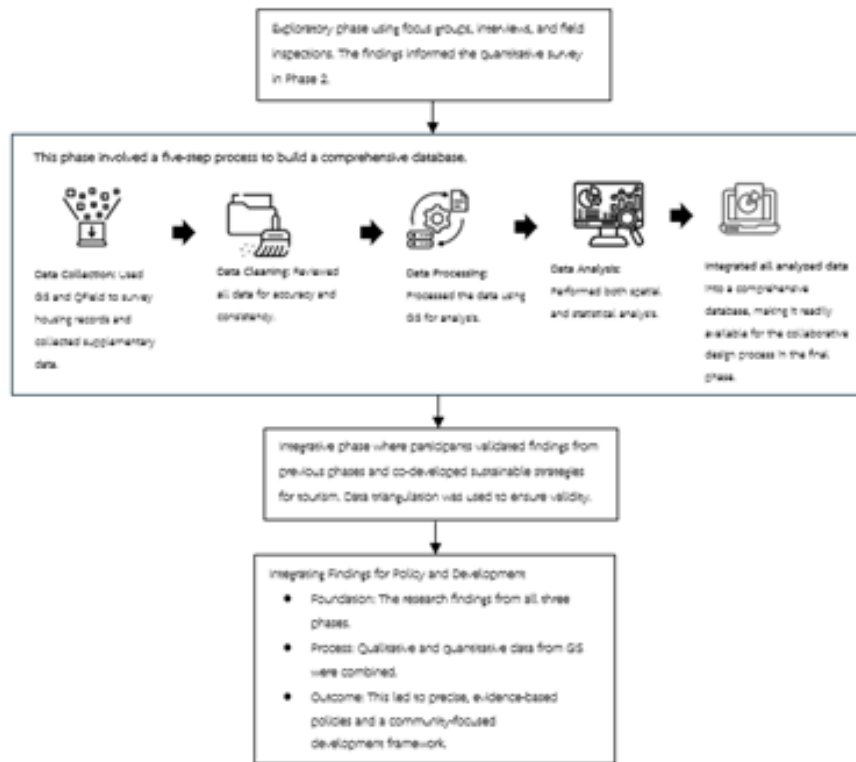 Exploratory phase using focus groups, interviews, and field
inspections. The findings informed the quantitative survey
in Phase 2.
This phase involved a five-step process to build a comprehensive database.
Data Collection: Used
GIS and QField to survey
housing records and
collected supplementary
data.
Data Cleaning: Reviewed
all data for accuracy and
consistency.
Data Processing:
Processed the data using
GIS for analysis.
Data Analysis:
Performed both spatial
and statistical analysis.
Integrated all analyzed data
into a comprehensive
database, making it readily
available for the collaborative
design process in the final
phase.
Integrative phase where participants validated findings from
previous phases and co-developed sustainable strategies
for tourism. Data triangulation was used to ensure validity.
Integrating Findings for Policy and Development
● Foundation: The research findings from all three
phases.
● Process: Qualitative and quantitative data from GIS
were combined.
● Outcome: This led to precise, evidence-based
policies and a community-focused
development framework.